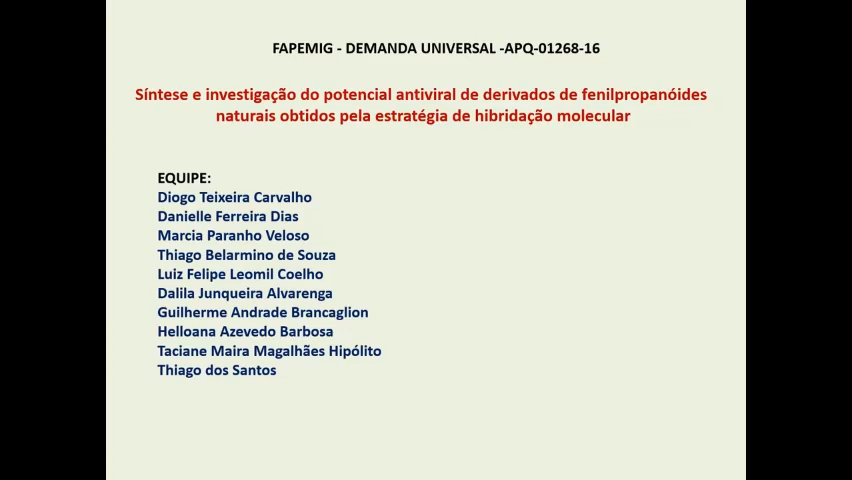 FAPEMIG - DEMANDA UNIVERSAL -APQ-01268-16
Síntese e investigação do potencial antiviral de derivados de fenilpropanóides
naturais obtidos pela estratégia de hibridação molecular
EQUIPE:
Diogo Teixeira Carvalho
Danielle Ferreira Dias
Marcia Paranho Veloso
Thiago Belarmino de Souza
Luiz Felipe Leomil Coelho
Dalila Junqueira Alvarenga
Guilherme Andrade Brancaglion
Helloana Azevedo Barbosa
Taciane Maira Magalhães Hipólito
Thiago dos Santos